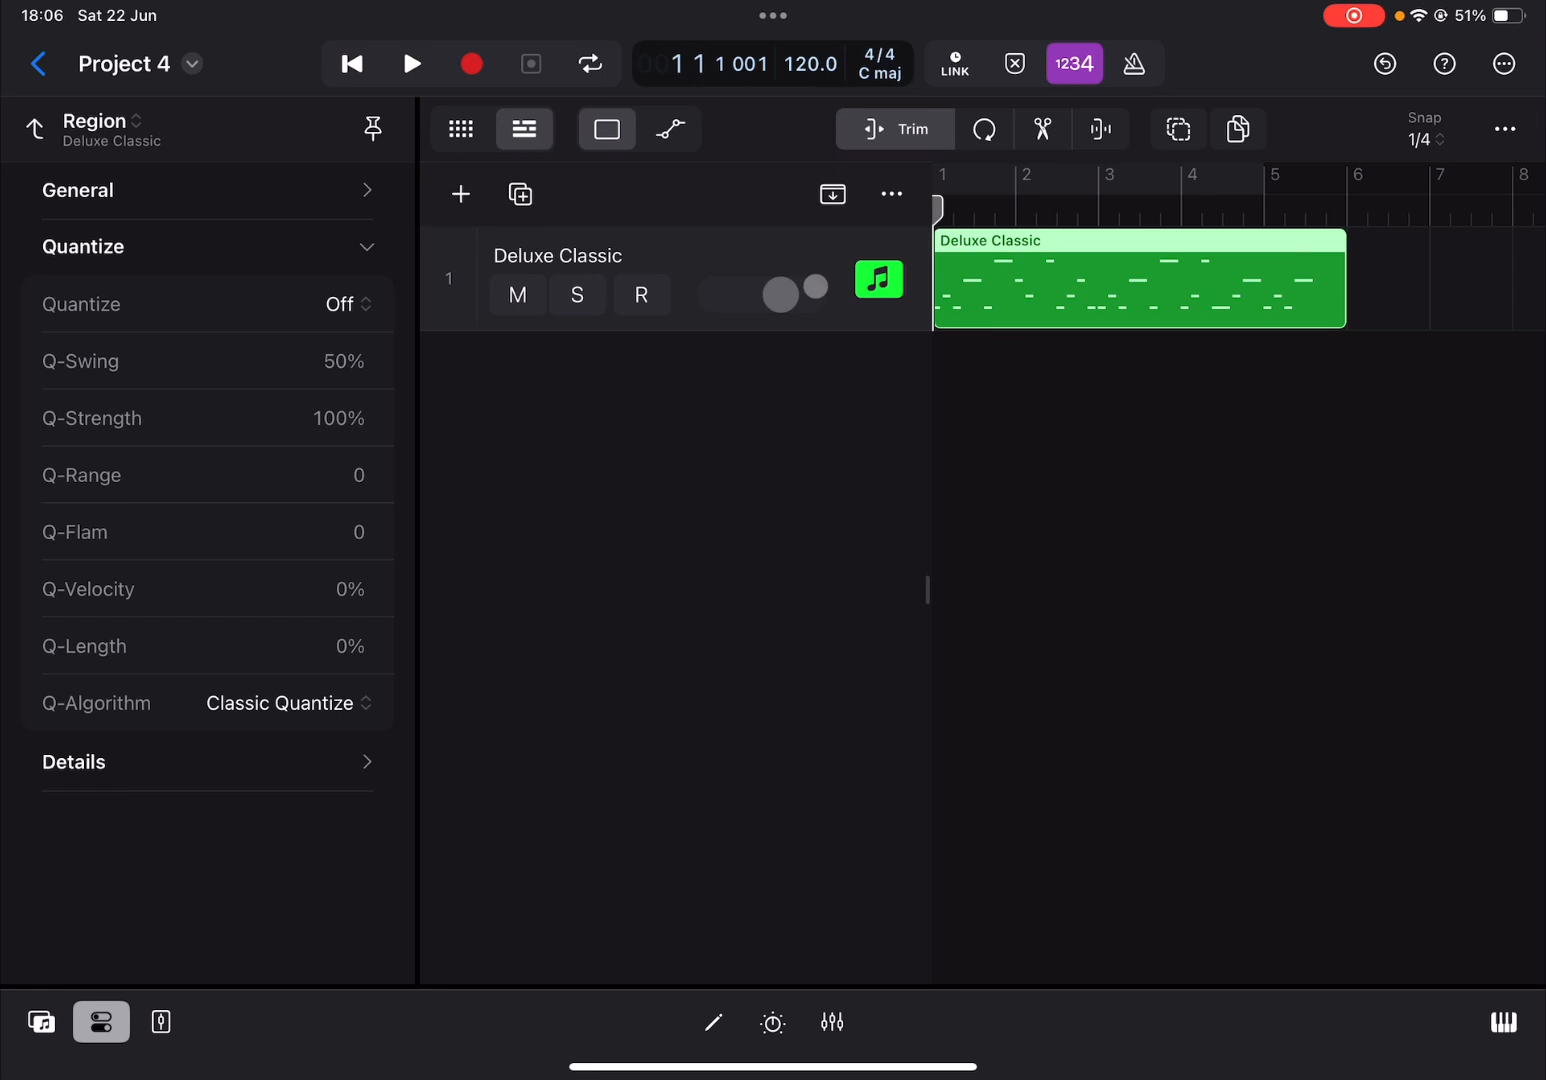 18:06 Sat 22 Jun
51%
Project 4
001 1 1 001
120.0
4/4
C maj
LINK
1234
Region
Deluxe Classic
Trim
Snap
1/4
General
1 2 3 4 5 6 7 8
Quantize
Deluxe Classic
1
Deluxe Classic
M S R
Quantize Off
Q-Swing 50%
Q-Strength 100%
Q-Range 0
Q-Flam 0
Q-Velocity 0%
Q-Length 0%
Q-Algorithm Classic Quantize
Details